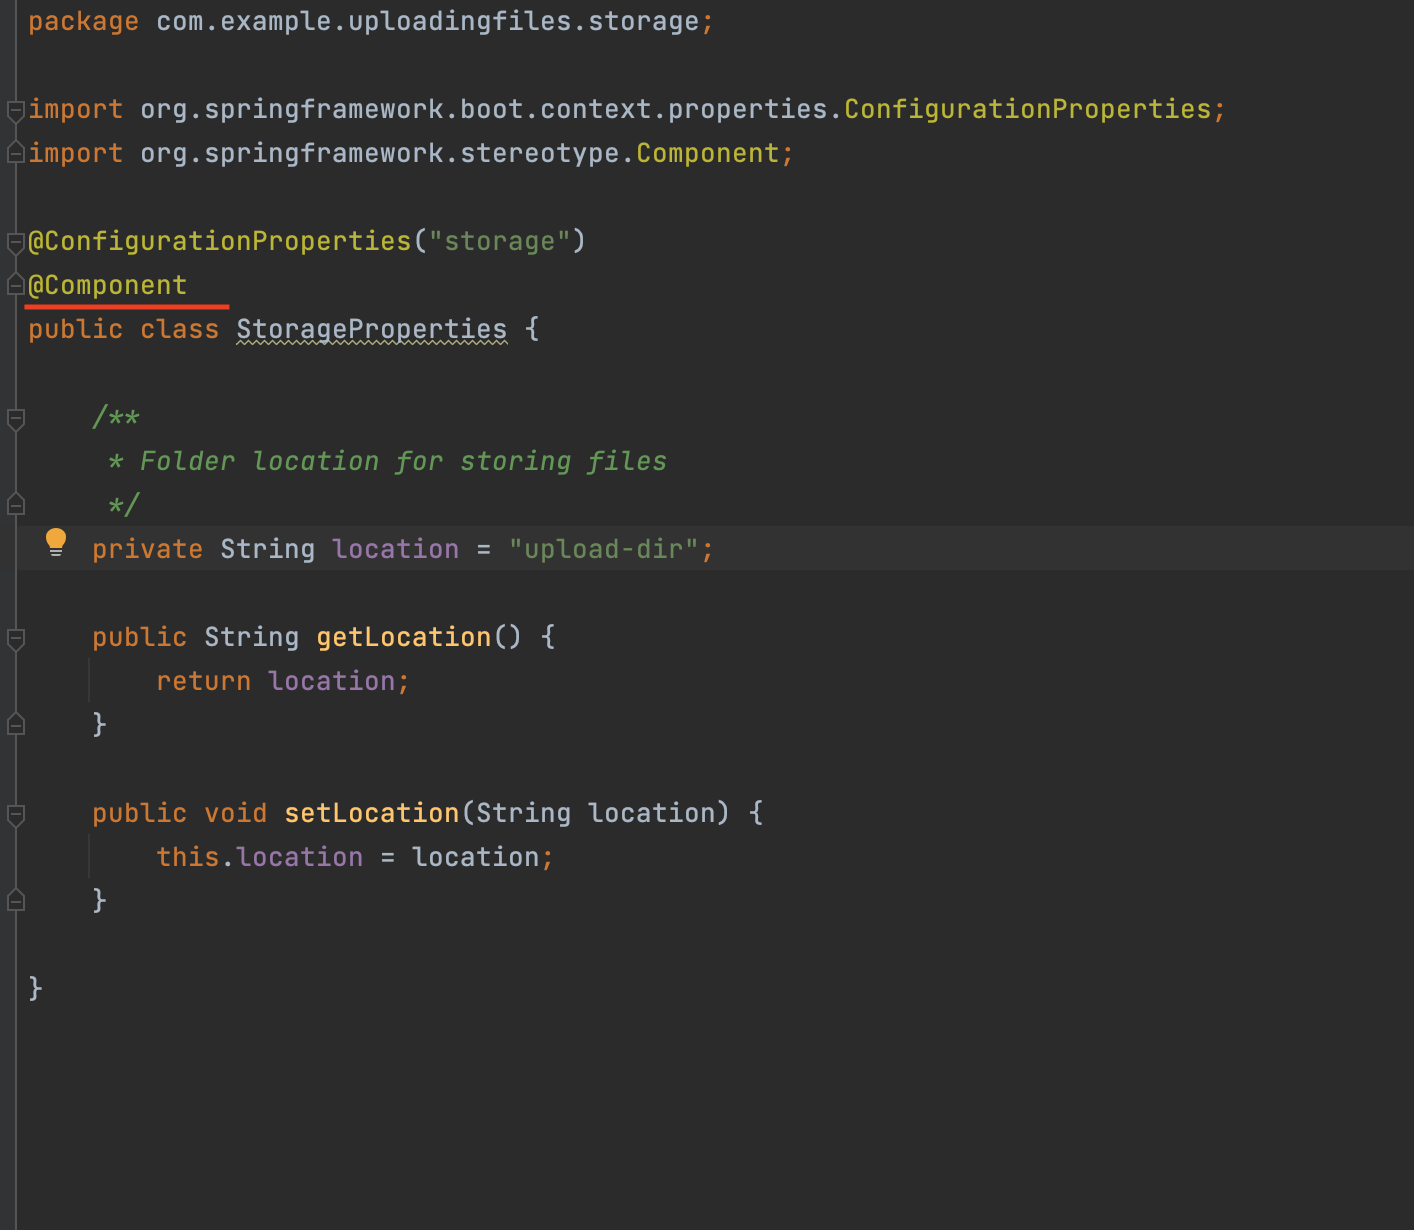 package com.example.uploadingfiles.storage;
import org.springframework.boot.context.properties.ConfigurationProperties;
import org.springframework.stereotype.Component;
@ConfigurationProperties("storage")
@Component
public class StorageProperties {
/**
* Folder location for storing files
*/
private String location = "upload-dir";
public String getLocation() {
return location;
}
public void setLocation(String location) {
this.location = location;
}
}